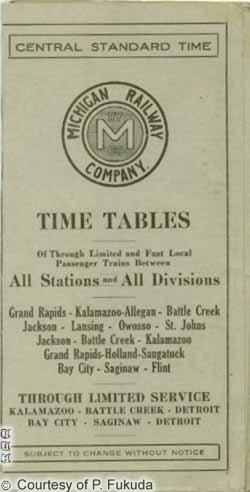 CENTRAL STANDARD TIME
MICHIGAN RAILWAY
RY
M
COMPANY.
TIME TABLES
Of Through Limited and Fast Local
Passenger Trains Between
All Stations and All Divisions
Grand Rapids - Kalamazoo-Allegan - Battle Creek
Jackson - Lansing - Owosso - St. Johns
Jackson - Battle Creek - Kalamazoo
Grand Rapids-Holland-Saugatuck
Bay City - Saginaw - Flint
THROUGH LIMITED SERVICE
KALAMAZOO - BATTLE CREEK - DETROIT
BAY CITY - SAGINAW - DETROIT
SUBJECT TO CHANGE WITHOUT NOTICE
© Courtesy of P. Fukuda